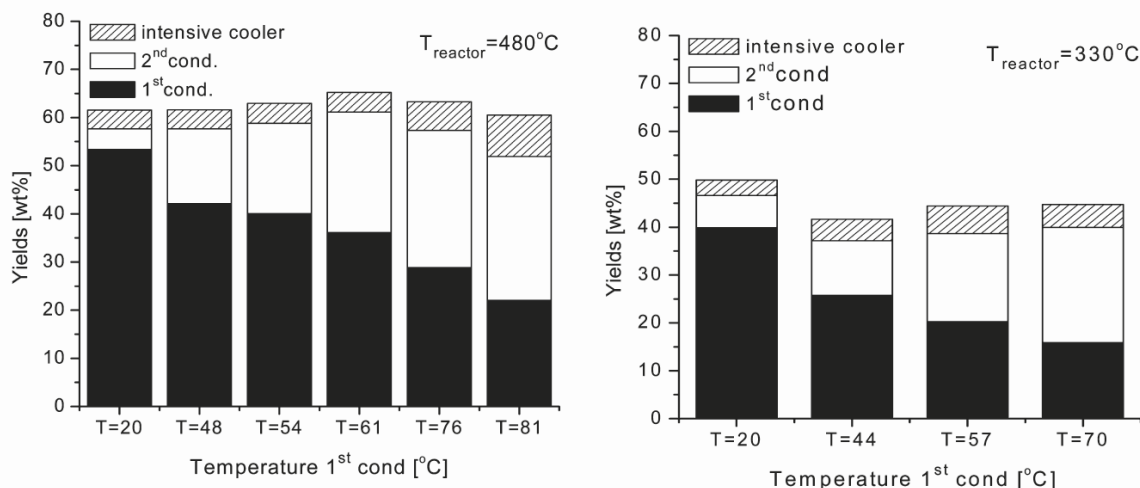 intensive cooler
2nd cond.
1st cond.
Treactor=480°C
80
70
60
50
40
30
20
10
0
Yields [wt%]
T=20 T=48 T=54 T=61 T=76 T=81
Temperature 1st cond [°C]
intensive cooler
2nd cond
1st cond
Treactor=330°C
80
70
60
50
40
30
20
10
0
Yields [wt%]
T=20 T=44 T=57 T=70
Temperature 1st cond [°C]